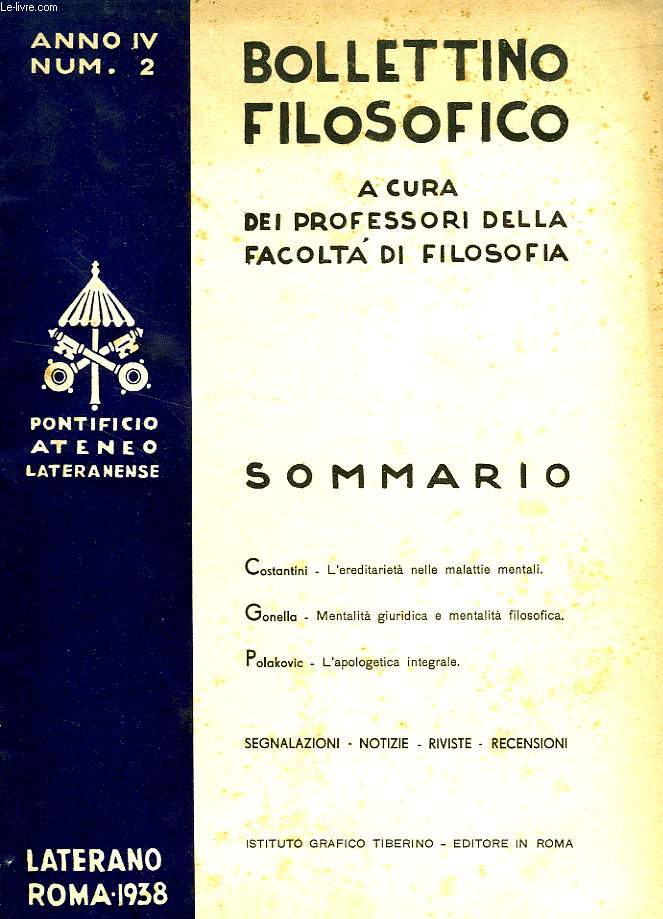 Le-livre.com
ANNO IV
NUM. 2
PONTIFICIO
ATENEO
LATERANENSE
LATERANO
ROMA·1938
BOLLETTINO
FILOSOFICO
A CURA
DEI PROFESSORI DELLA
FACOLTÁ DI FILOSOFIA
SOMMARIO
Costantini - L'ereditarietà nelle malattie mentali.
Gonella - Mentalità giuridica e mentalità filosofica.
Polakovic - L'apologetica integrale.
SEGNALAZIONI - NOTIZIE - RIVISTE - RECENSIONI
ISTITUTO GRAFICO TIBERINO - EDITORE IN ROMA